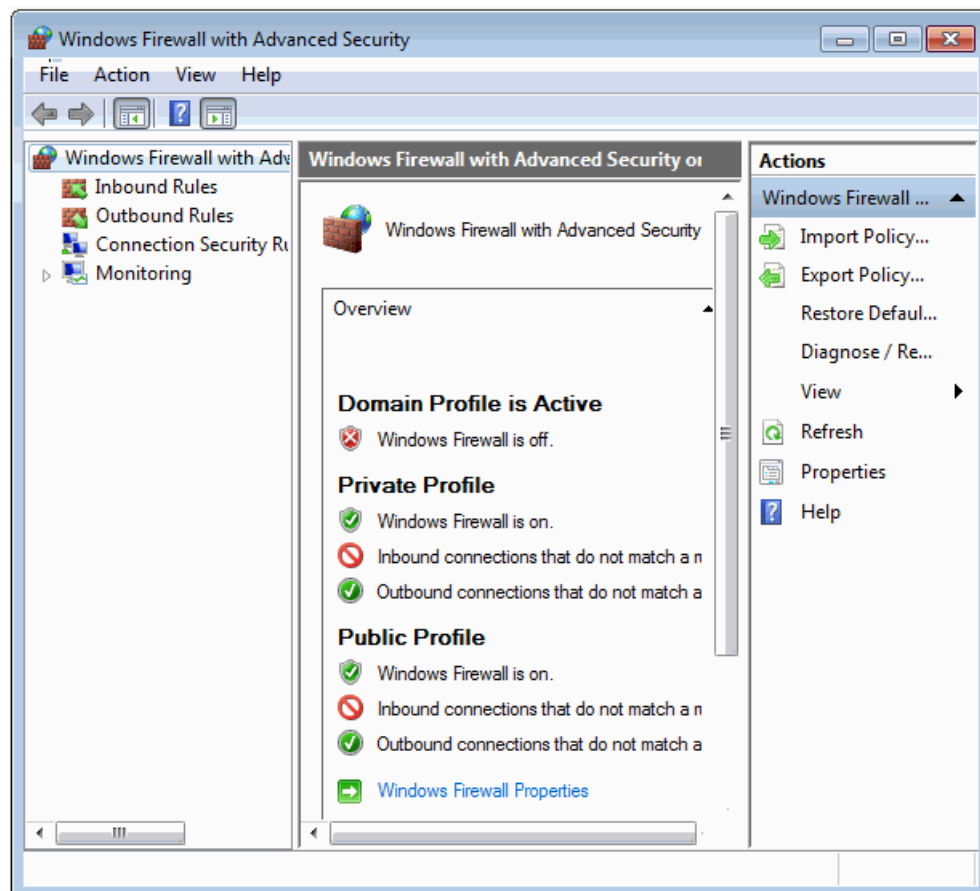 Windows Firewall with Advanced Security
File Action View Help
Windows Firewall with Adv
Inbound Rules
Outbound Rules
Connection Security Ru
Monitoring
Windows Firewall with Advanced Security or
Windows Firewall with Advanced Security
Overview
Domain Profile is Active
Windows Firewall is off.
Private Profile
Windows Firewall is on.
Inbound connections that do not match a r
Outbound connections that do not match a
Public Profile
Windows Firewall is on.
Inbound connections that do not match a r
Outbound connections that do not match a
Windows Firewall Properties
Actions
Windows Firewall ...
Import Policy...
Export Policy...
Restore Defaul...
Diagnose / Re...
View
Refresh
Properties
Help